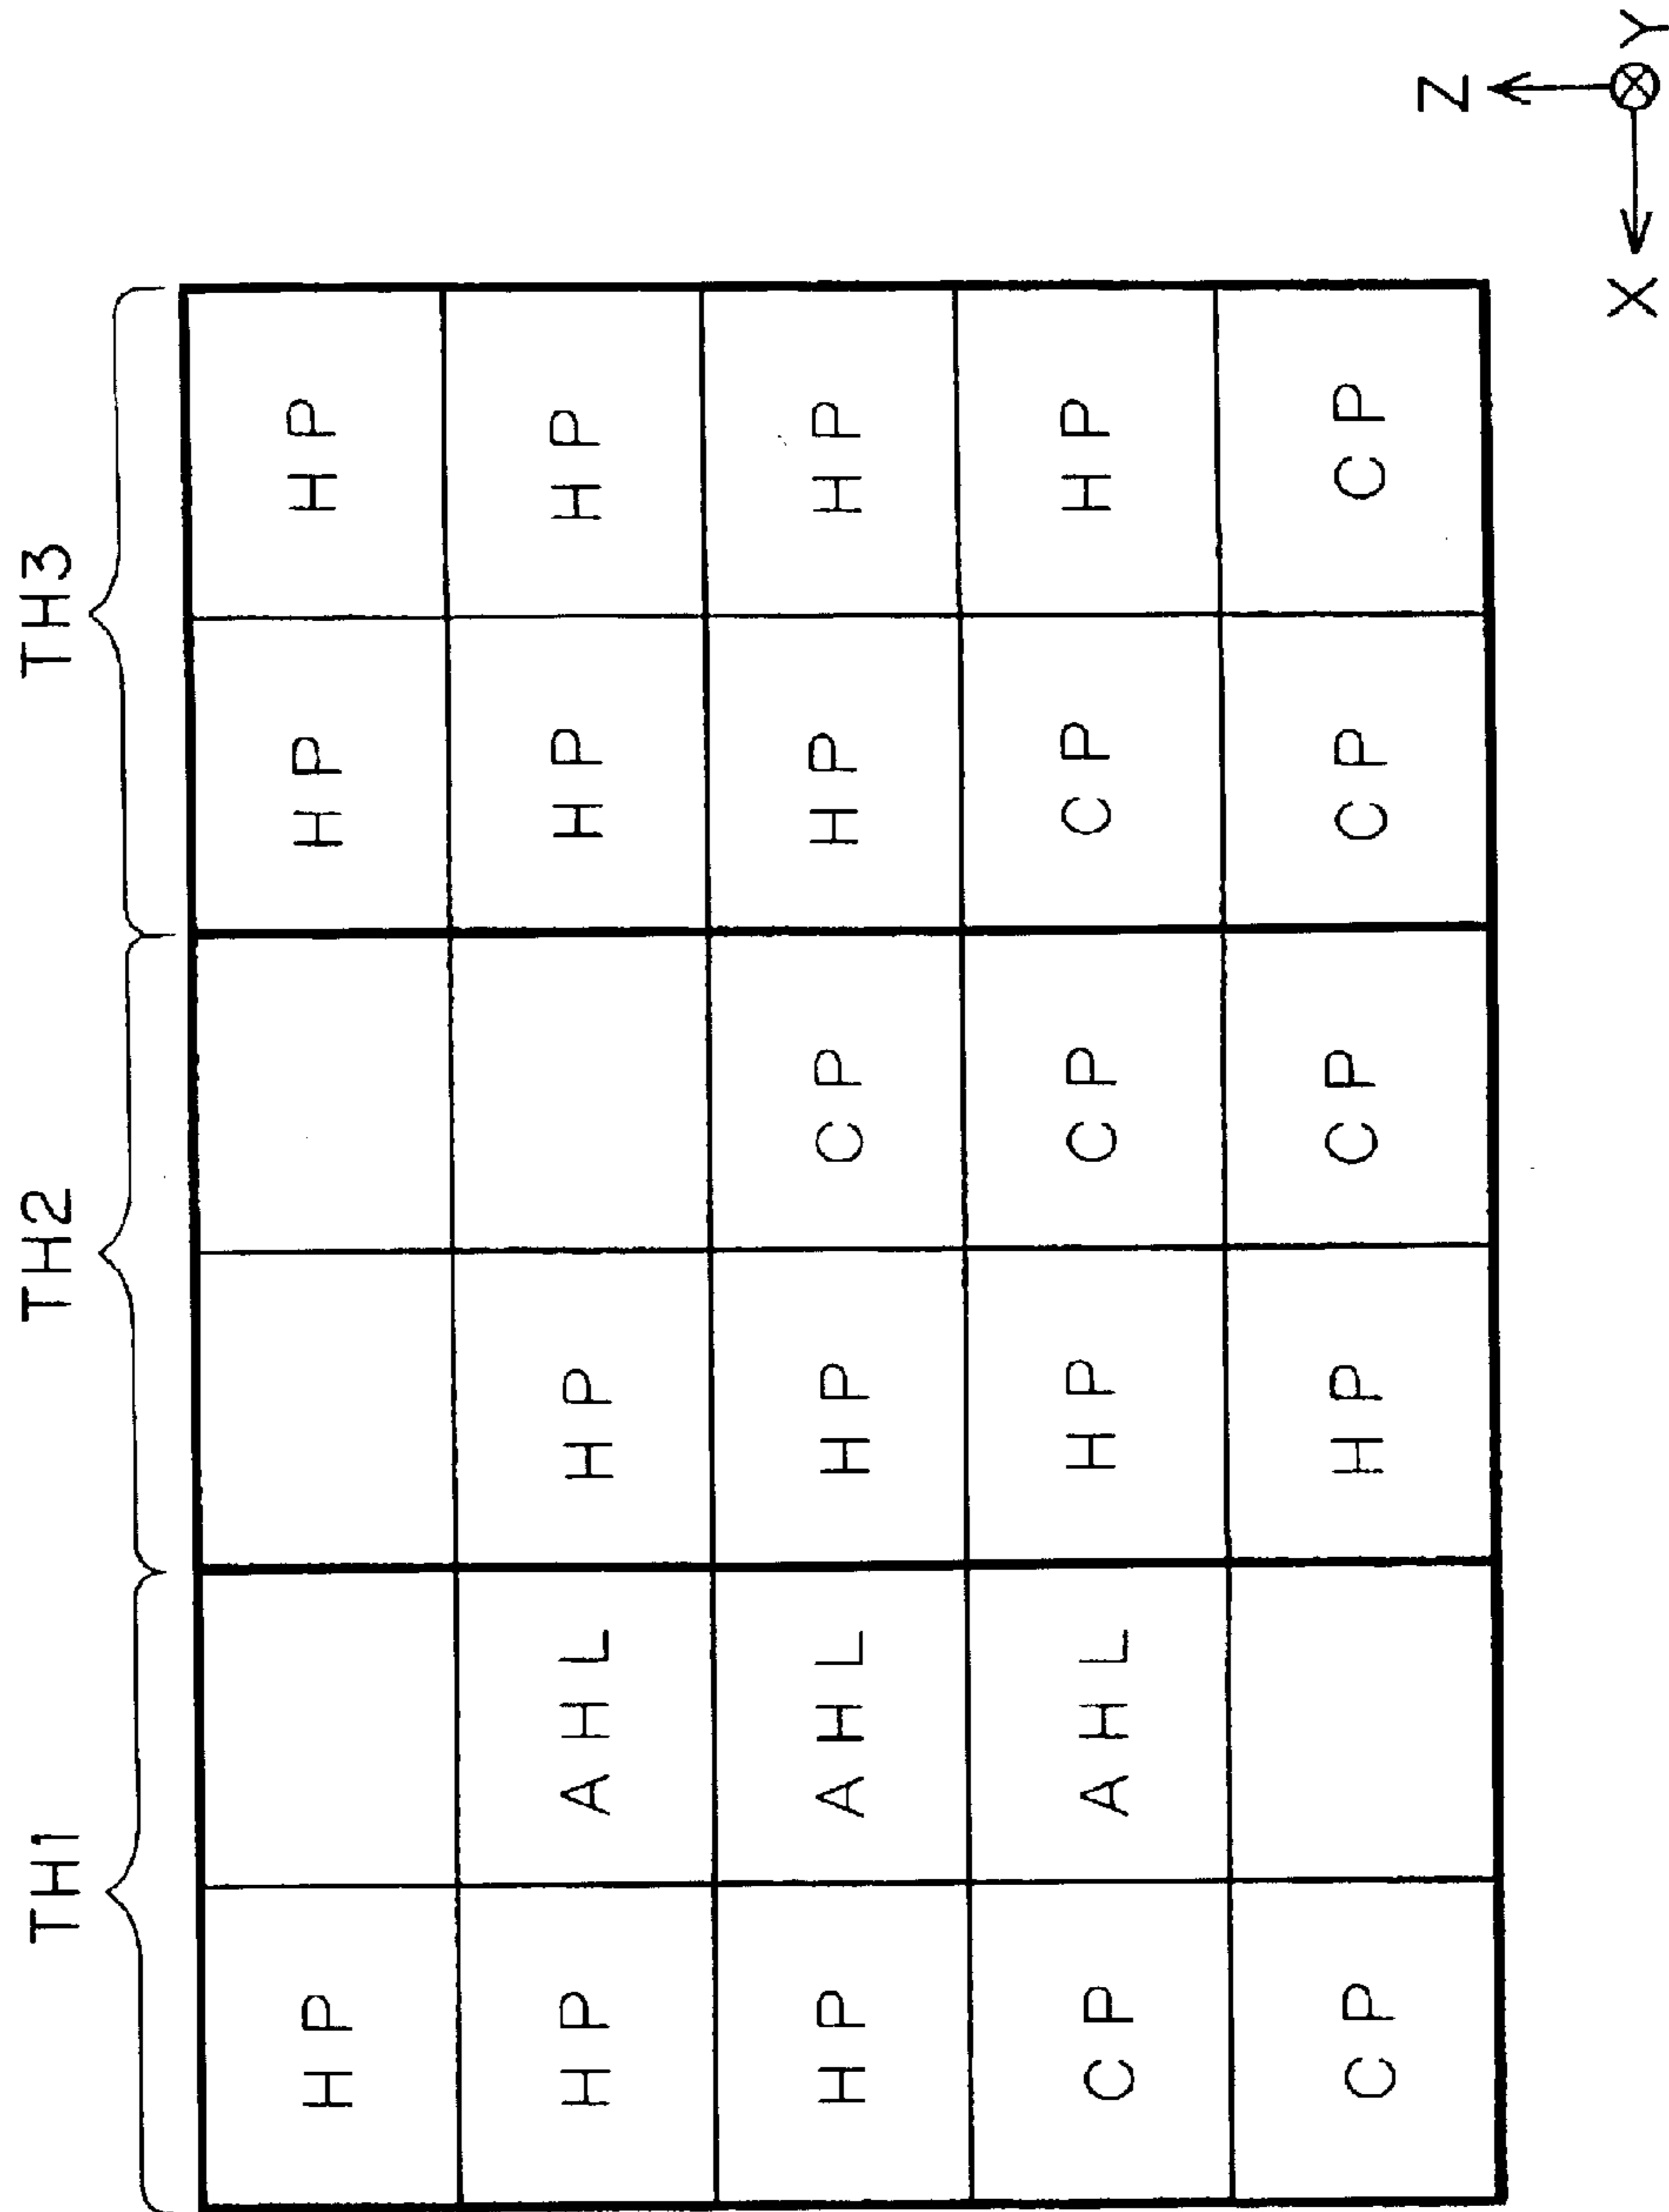 TH1 TH2 TH3
HP HP HP
HP AHL HP HP HP
HP AHL HP CP HP HP
CP AHL HP CP CP HP
CP HP CP CP CP
Z
X Y